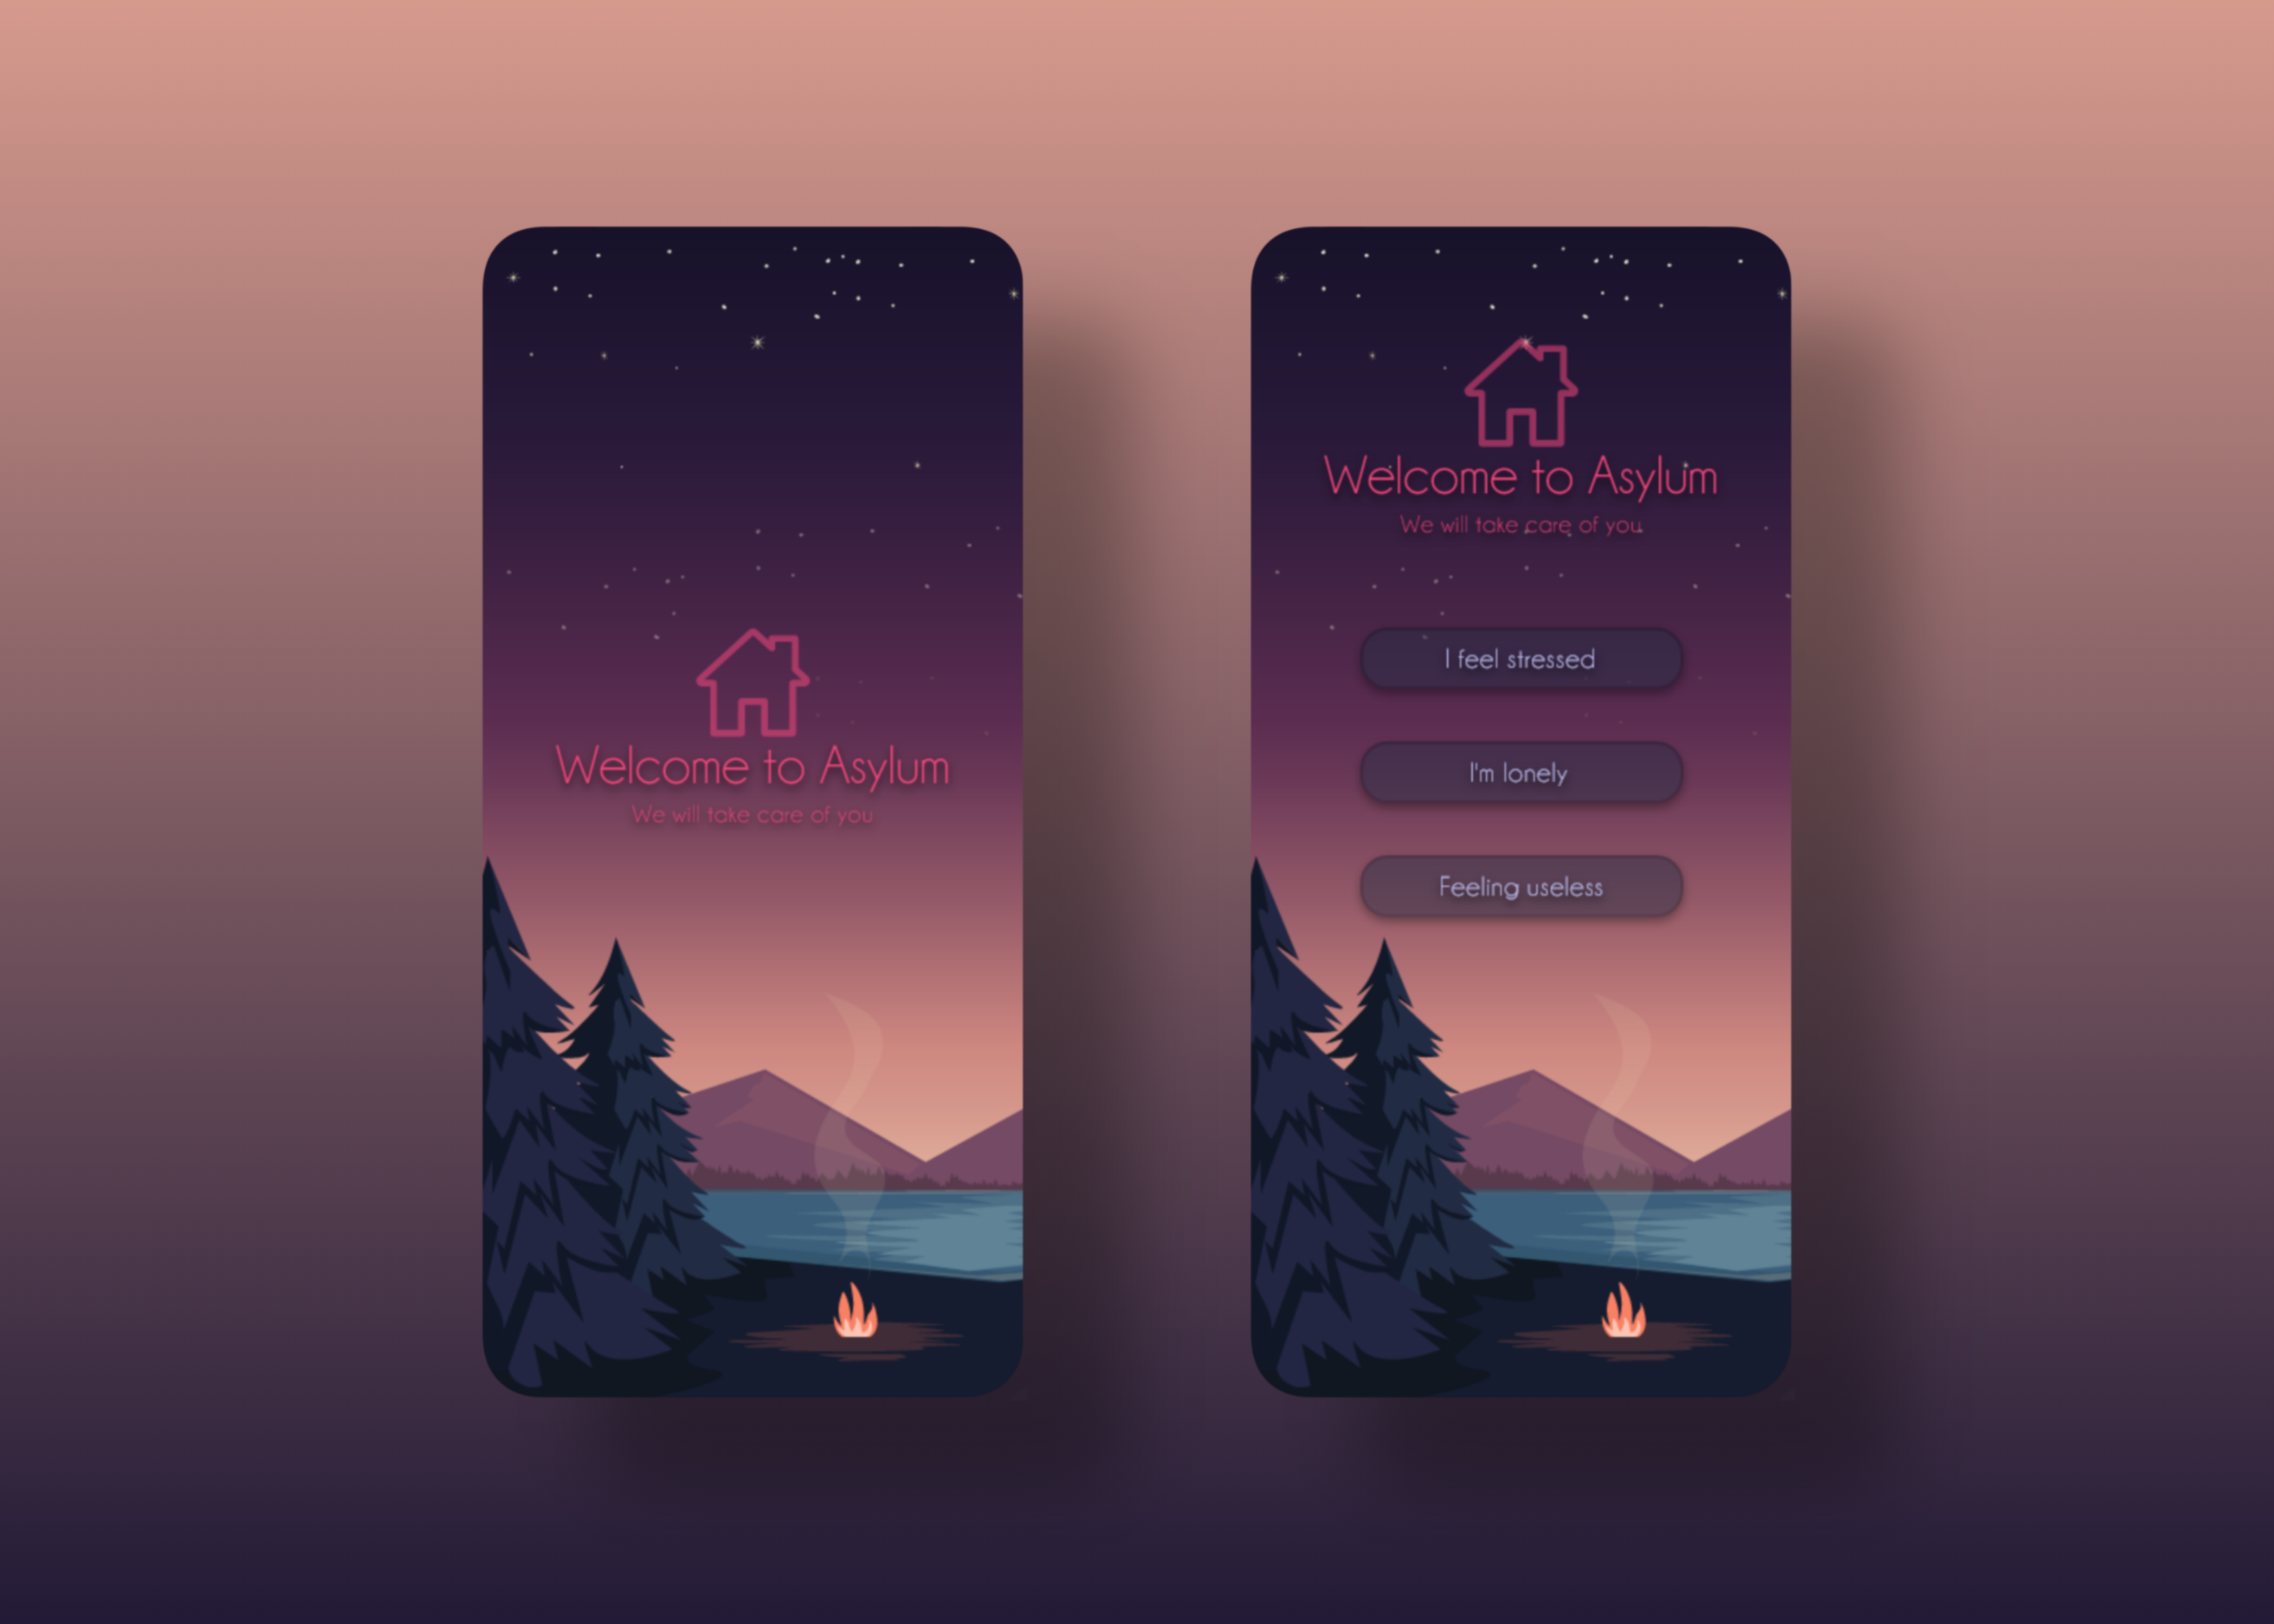 Welcome to Asylum
We will take care of you
Welcome to Asylum
We will take care of you
I feel stressed
I'm lonely
Feeling useless